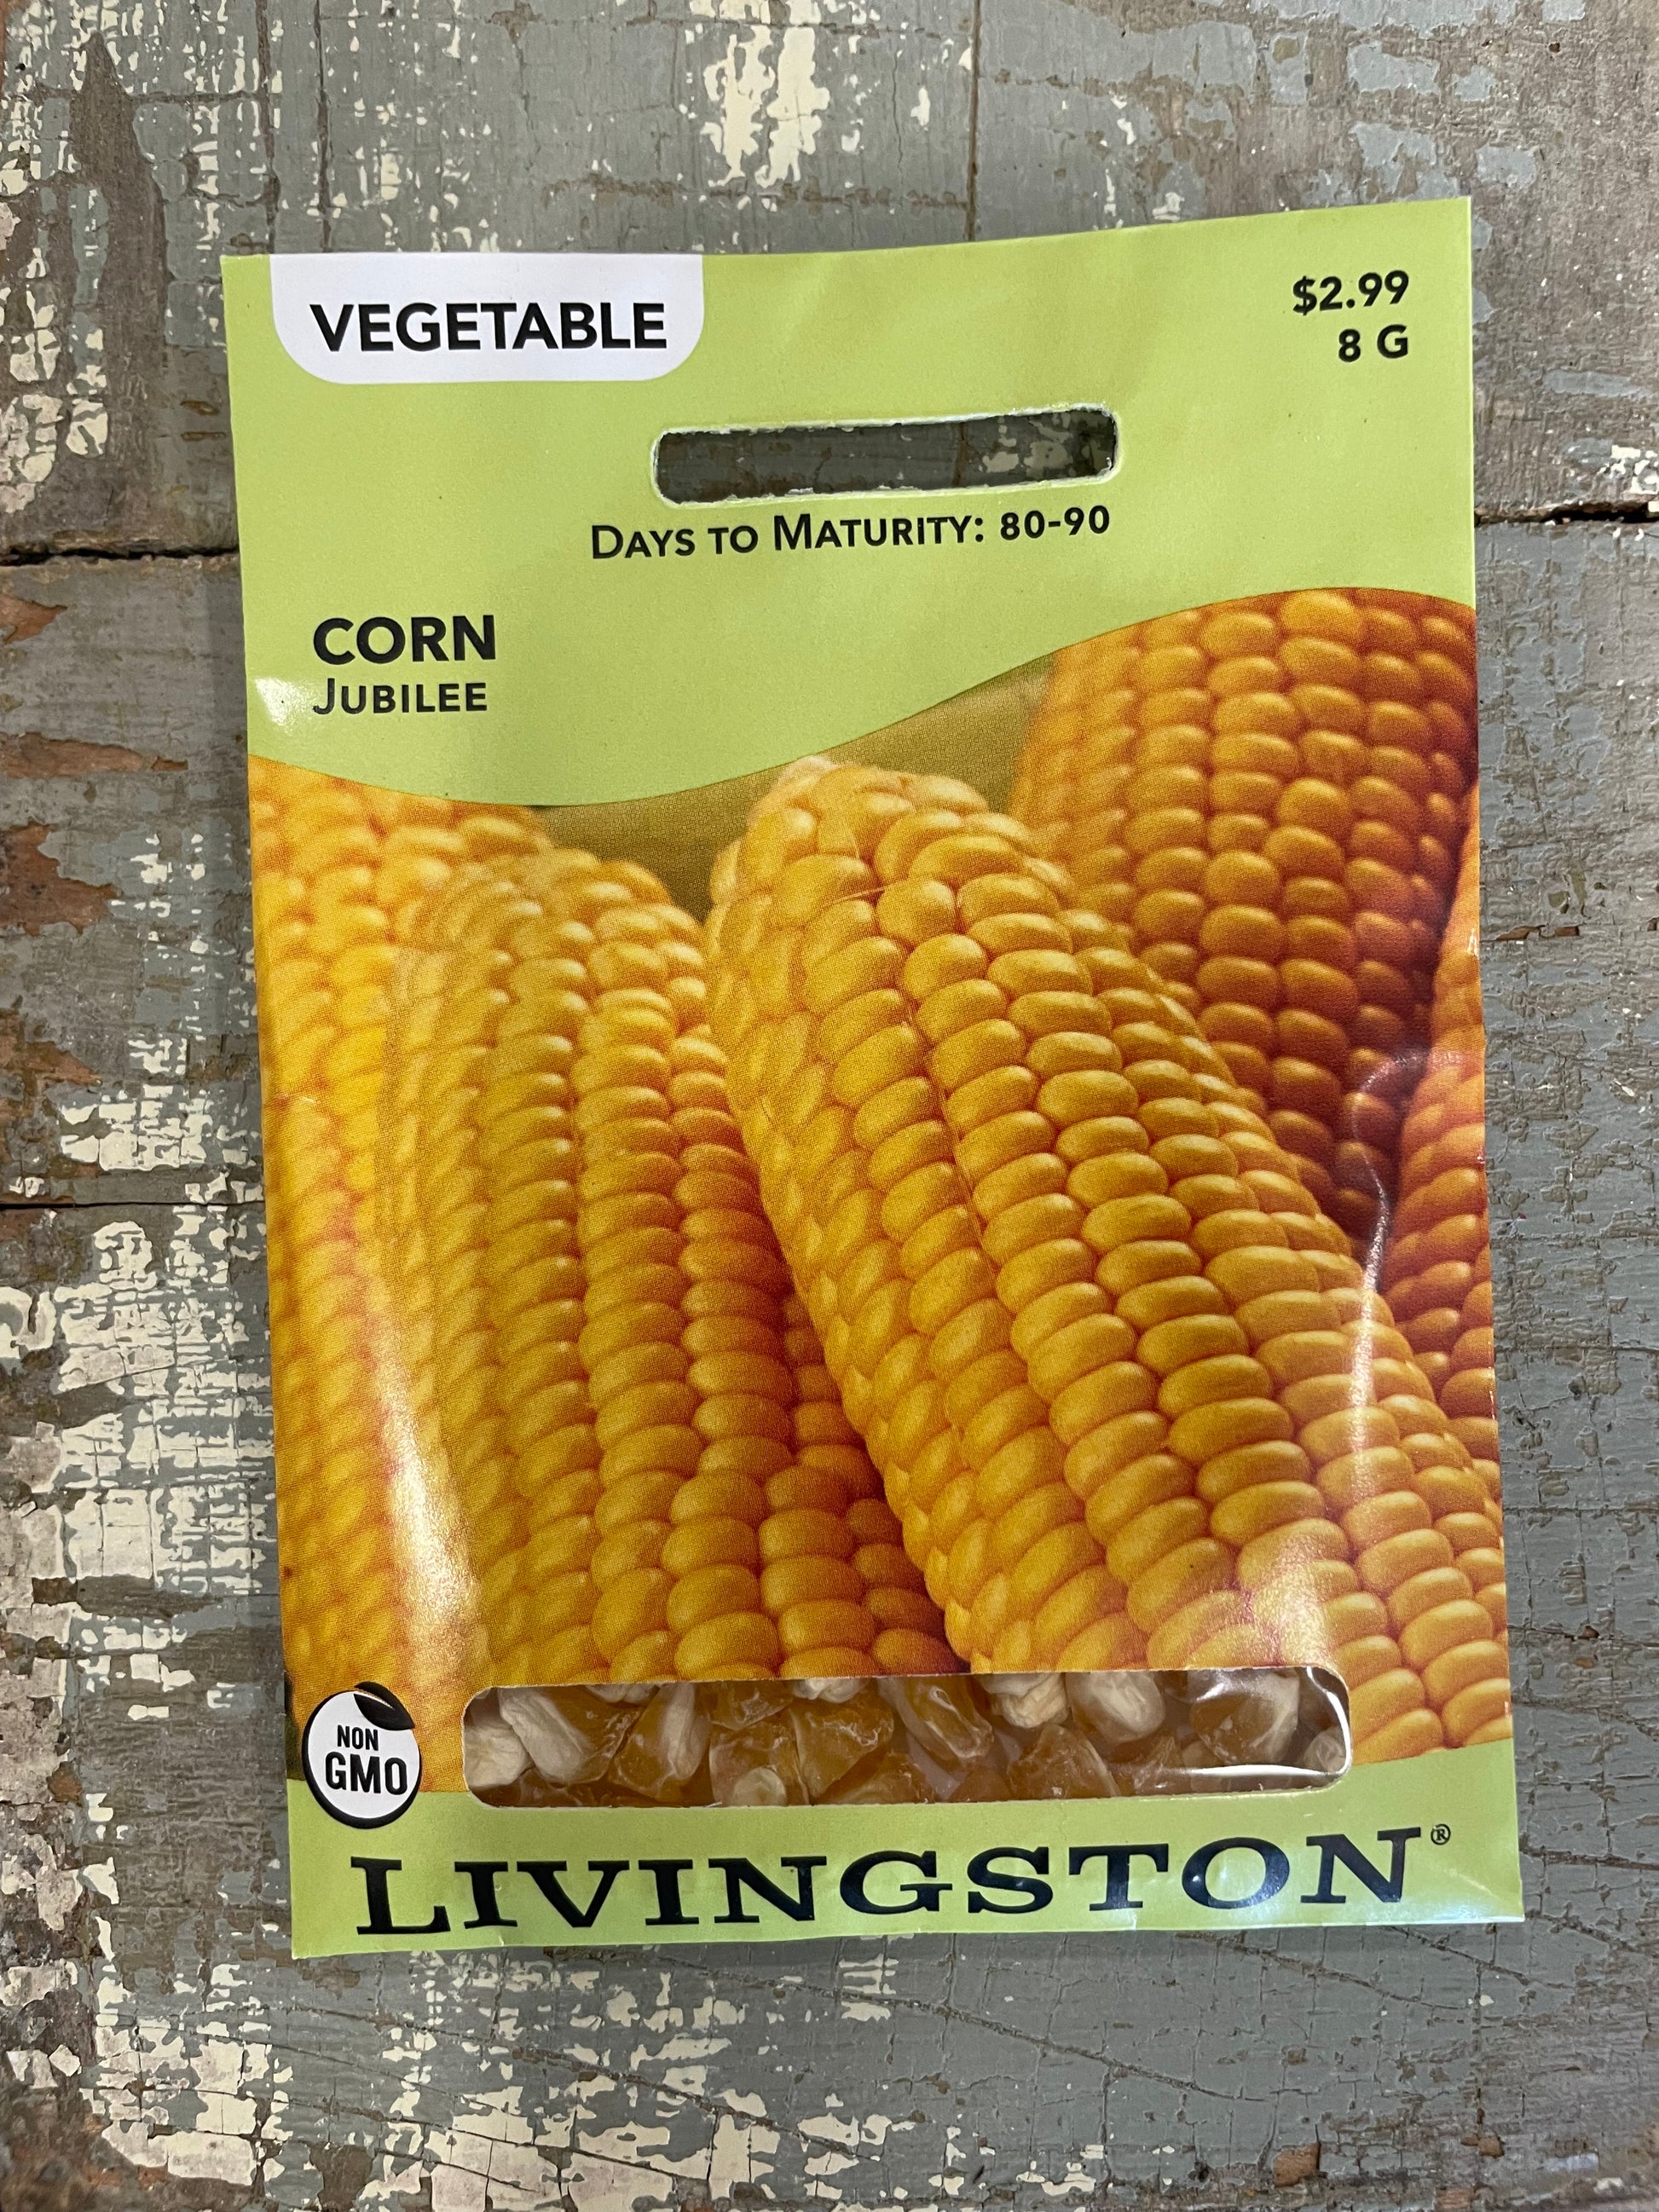 VEGETABLE
$2.99
8 G
DAYS TO MATURITY: 80-90
CORN
JUBILEE
NON
GMO
LIVINGSTON®